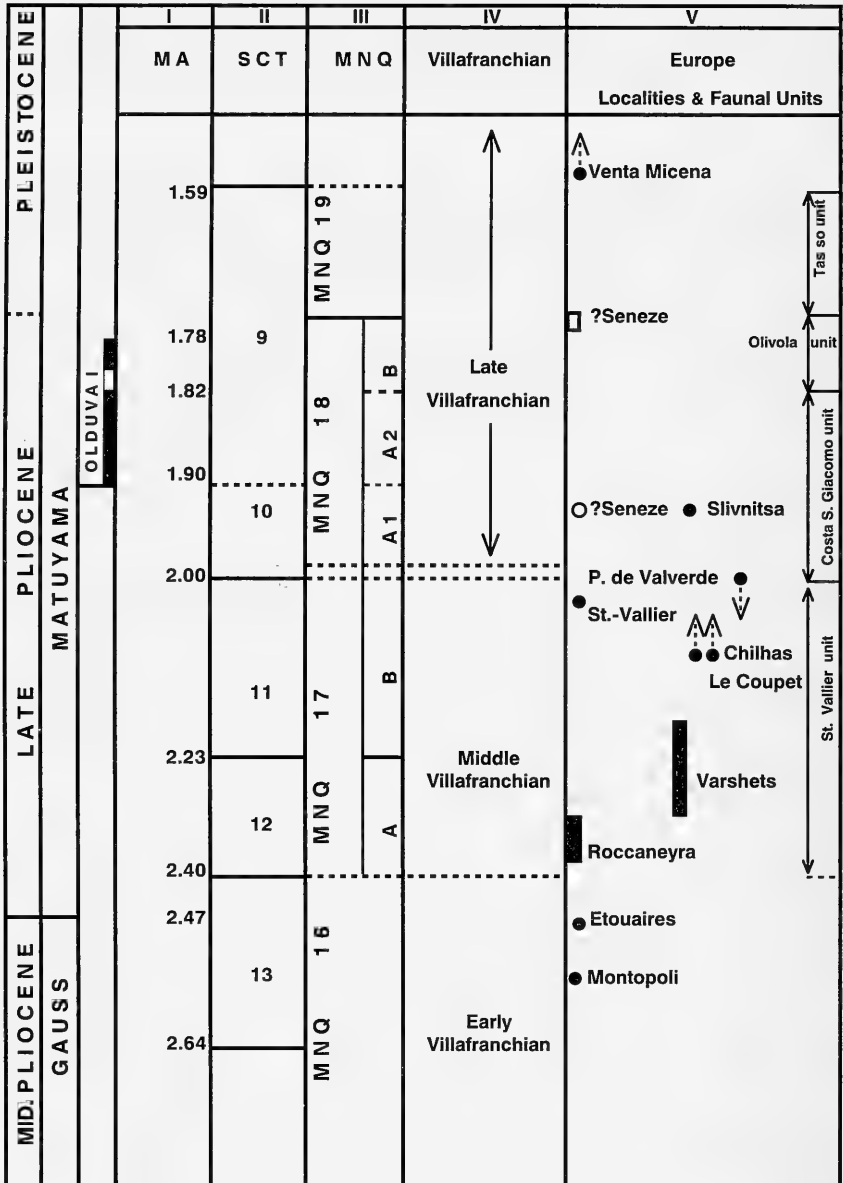 I II III IV V
MA SCT MNQ Villafranchian Europe
Localities & Faunal Units
PLEISTOCENE
LATE PLIOCENE
MID. PLIOCENE
MATUYAMA
GAUSS
OLDUVAI
1.59
1.78
1.82
1.90
2.00
2.23
2.40
2.47
2.64
9
10
11
12
13
MNQ 19
MNQ 18
MNQ 17
MNQ 16
B
A2
A1
B
A
Late
Villafranchian
Middle
Villafranchian
Early
Villafranchian
Venta Micena
?Seneze
?Seneze Slivnitsa
P. de Valverde
St.-Vallier
Chilhas
Le Coupet
Varshets
Roccaneyra
Etouaires
Montopoli
Tas so unit
Olivola unit
Costa S. Giacomo unit
St. Vallier unit